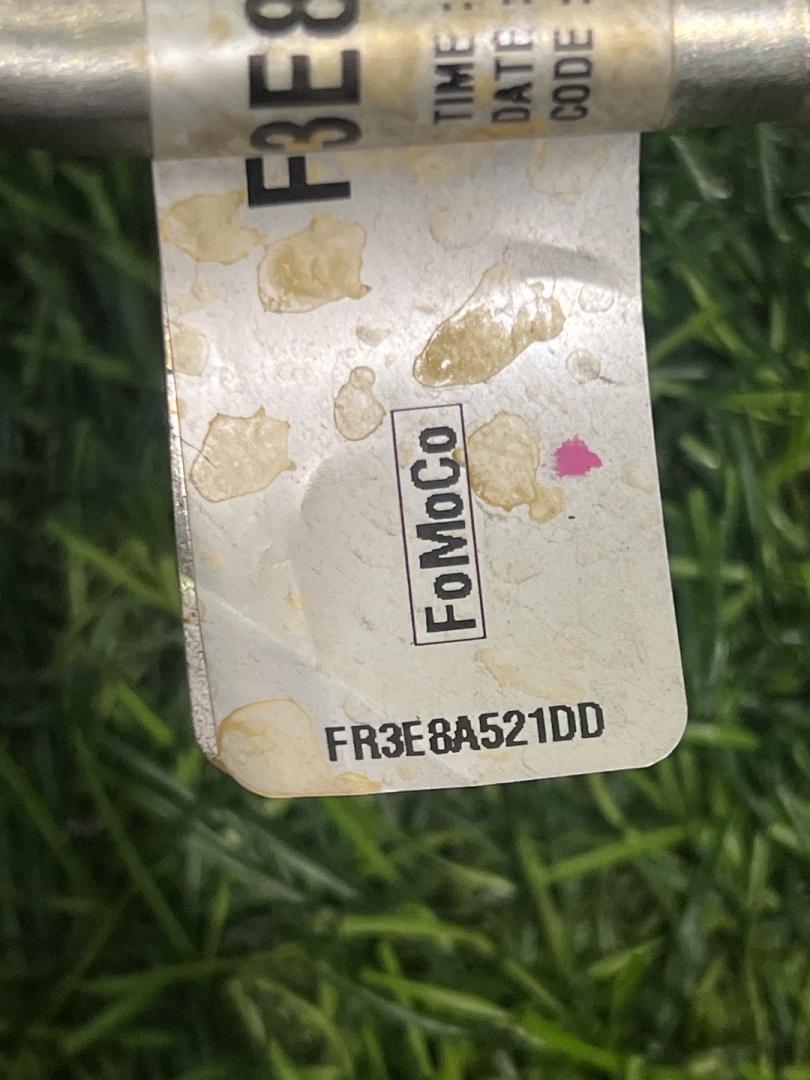 F3E8
TIME:
DATE:
CODE:
FoMoCo
FR3E8A521DD